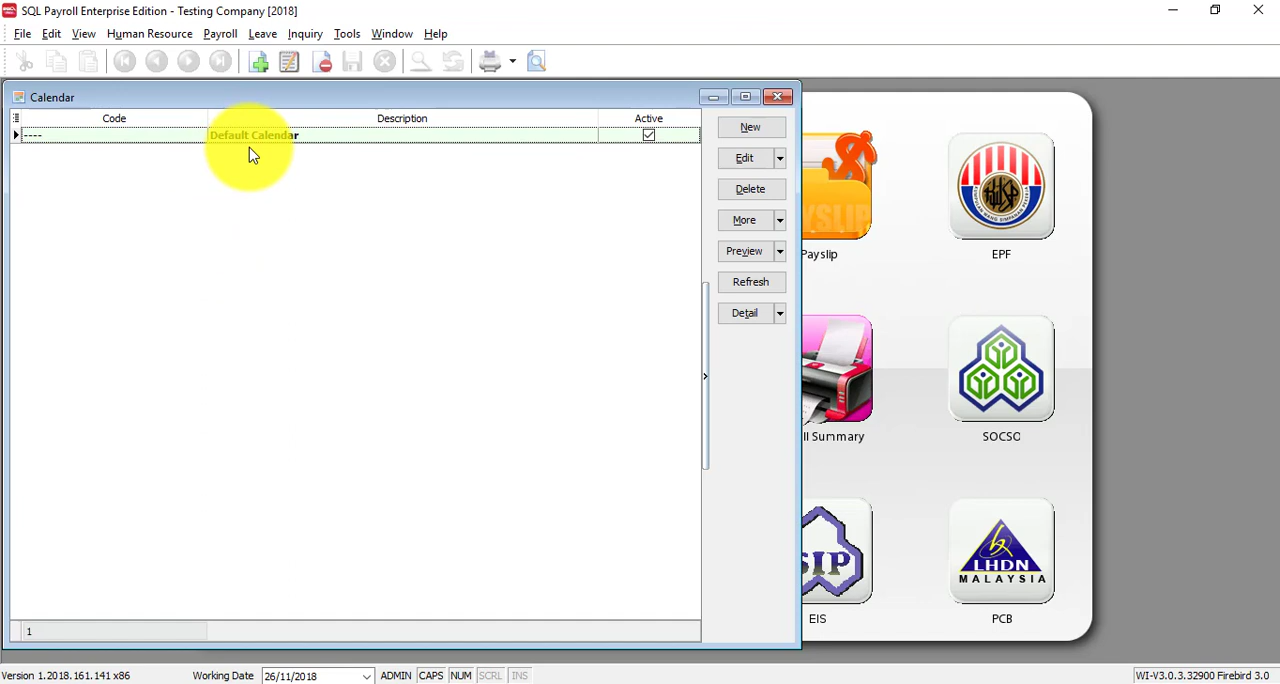 SQL Payroll Enterprise Edition - Testing Company [2018]
File Edit View Human Resource Payroll Leave Inquiry Tools Window Help
Calendar
Code Description Active
---- Default Calendar
New
Edit
Delete
More
Preview
Refresh
Detail
1
PAYSLIP
Payslip
EPF
ll Summary
SOCSO
SIP
EIS
LHDN
MALAYSIA
PCB
Version 1.2018.161.141 x86 Working Date 26/11/2018 ADMIN CAPS NUM SCRL INS WI-V3.0.3.32900 Firebird 3.0